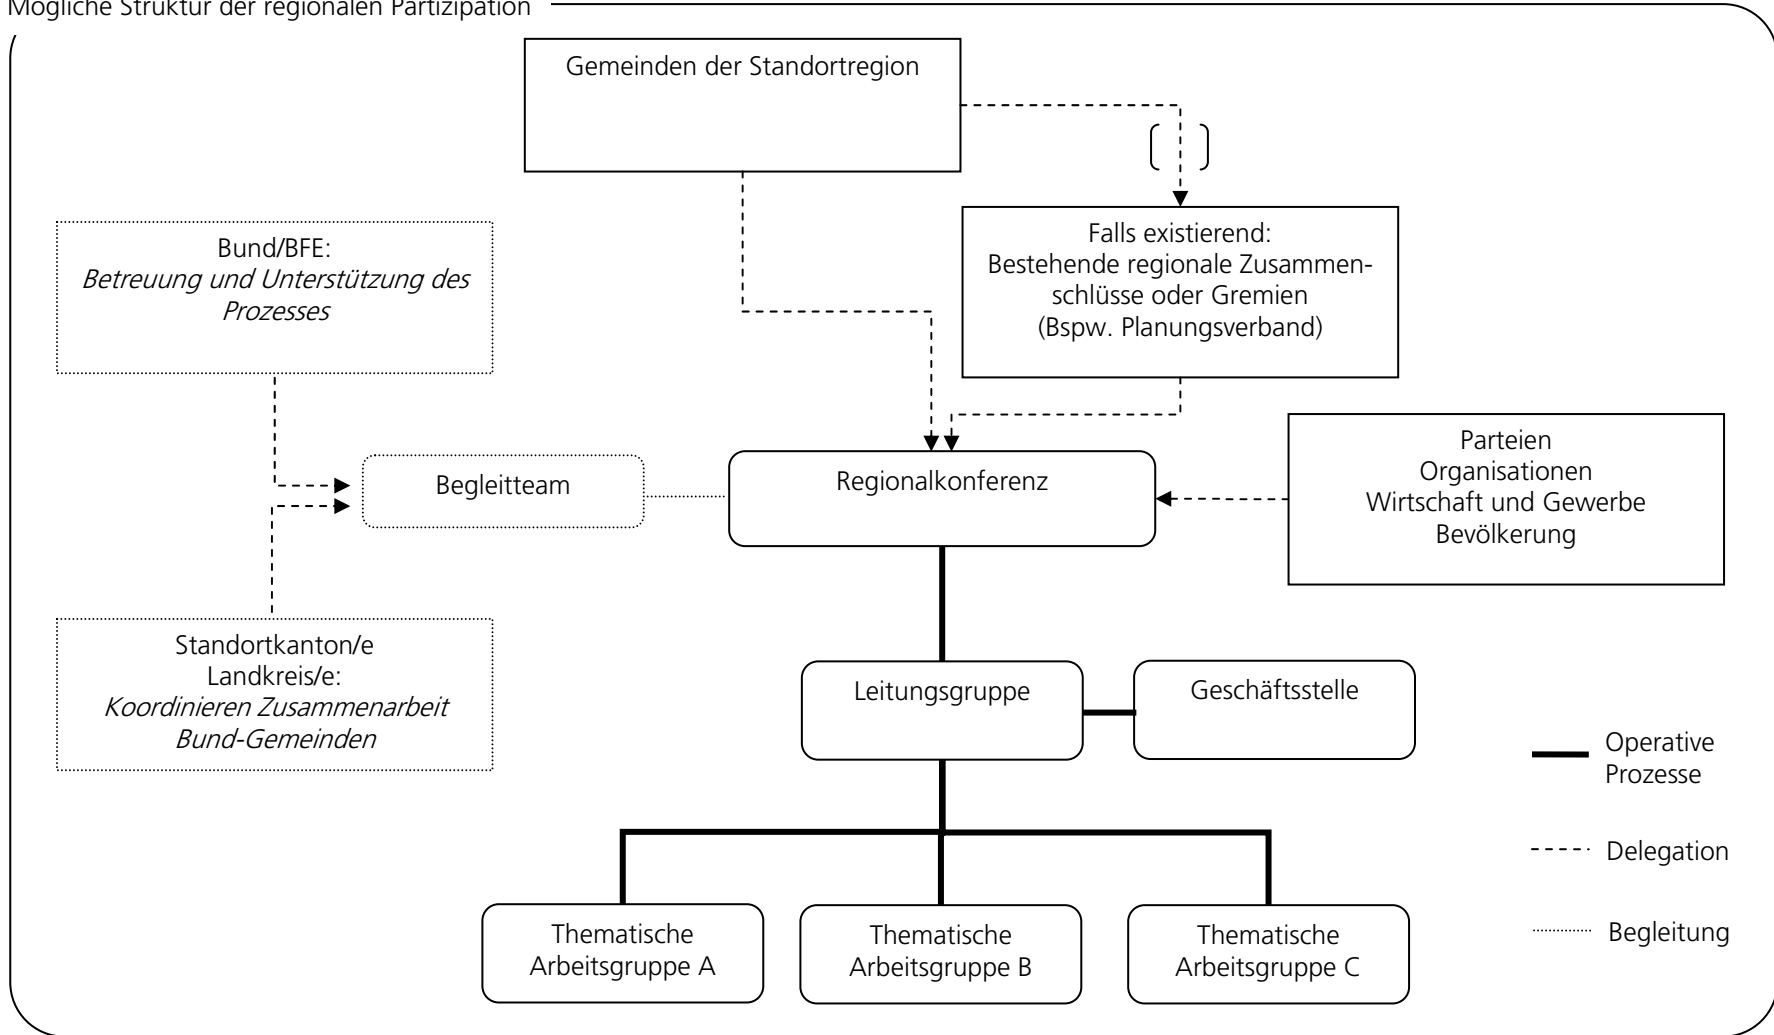 Mögliche Struktur der regionalen Partizipation
Gemeinden der Standortregion
Falls existierend:
Bestehende regionale Zusammen-
schlüsse oder Gremien
(Bspw. Planungsverband)
Bund/BFE:
Betreuung und Unterstützung des
Prozesses
Begleitteam
Regionalkonferenz
Parteien
Organisationen
Wirtschaft und Gewerbe
Bevölkerung
Standortkanton/e
Landkreis/e:
Koordinieren Zusammenarbeit
Bund-Gemeinden
Leitungsgruppe
Geschäftsstelle
Operative
Prozesse
Delegation
Begleitung
Thematische
Arbeitsgruppe A
Thematische
Arbeitsgruppe B
Thematische
Arbeitsgruppe C